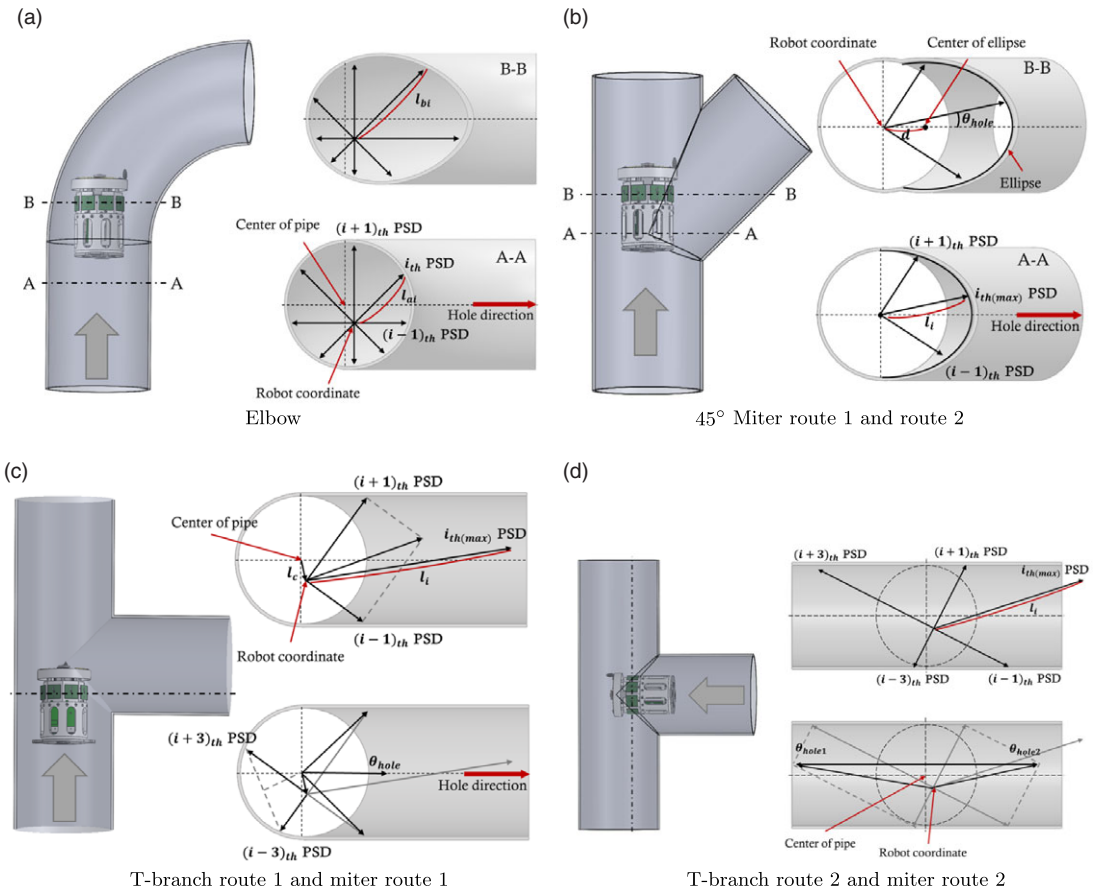 (a)
B-B
l_bi
B
B
Center of pipe
(i + 1)_th PSD
A-A
i_th PSD
l_ai
A
A
Hole direction
(i − 1)_th PSD
Robot coordinate
Elbow
(b)
Robot coordinate
Center of ellipse
B-B
θ_hole
d
Ellipse
B
B
A
A
(i + 1)_th PSD
A-A
i_th(max) PSD
l_i
Hole direction
(i − 1)_th PSD
45° Miter route 1 and route 2
(c)
(i + 1)_th PSD
Center of pipe
i_th(max) PSD
l_c
l_i
(i − 1)_th PSD
Robot coordinate
(i + 3)_th PSD
θ_hole
Hole direction
(i − 3)_th PSD
T-branch route 1 and miter route 1
(d)
(i + 3)_th PSD
(i + 1)_th PSD
i_th(max) PSD
l_i
(i − 3)_th PSD
(i − 1)_th PSD
θ_hole1
θ_hole2
Center of pipe
Robot coordinate
T-branch route 2 and miter route 2